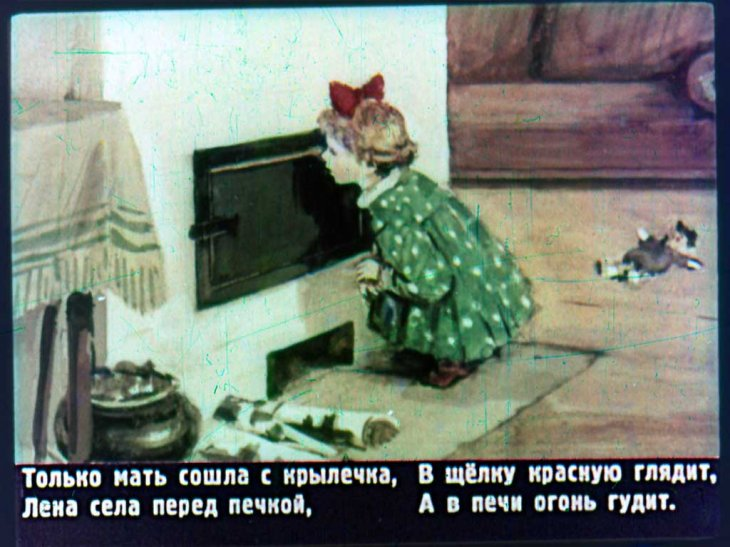 Только мать сошла с крылечка,
Лена села перед печкой,
В щёлку красную глядит,
А в печи огонь гудит.